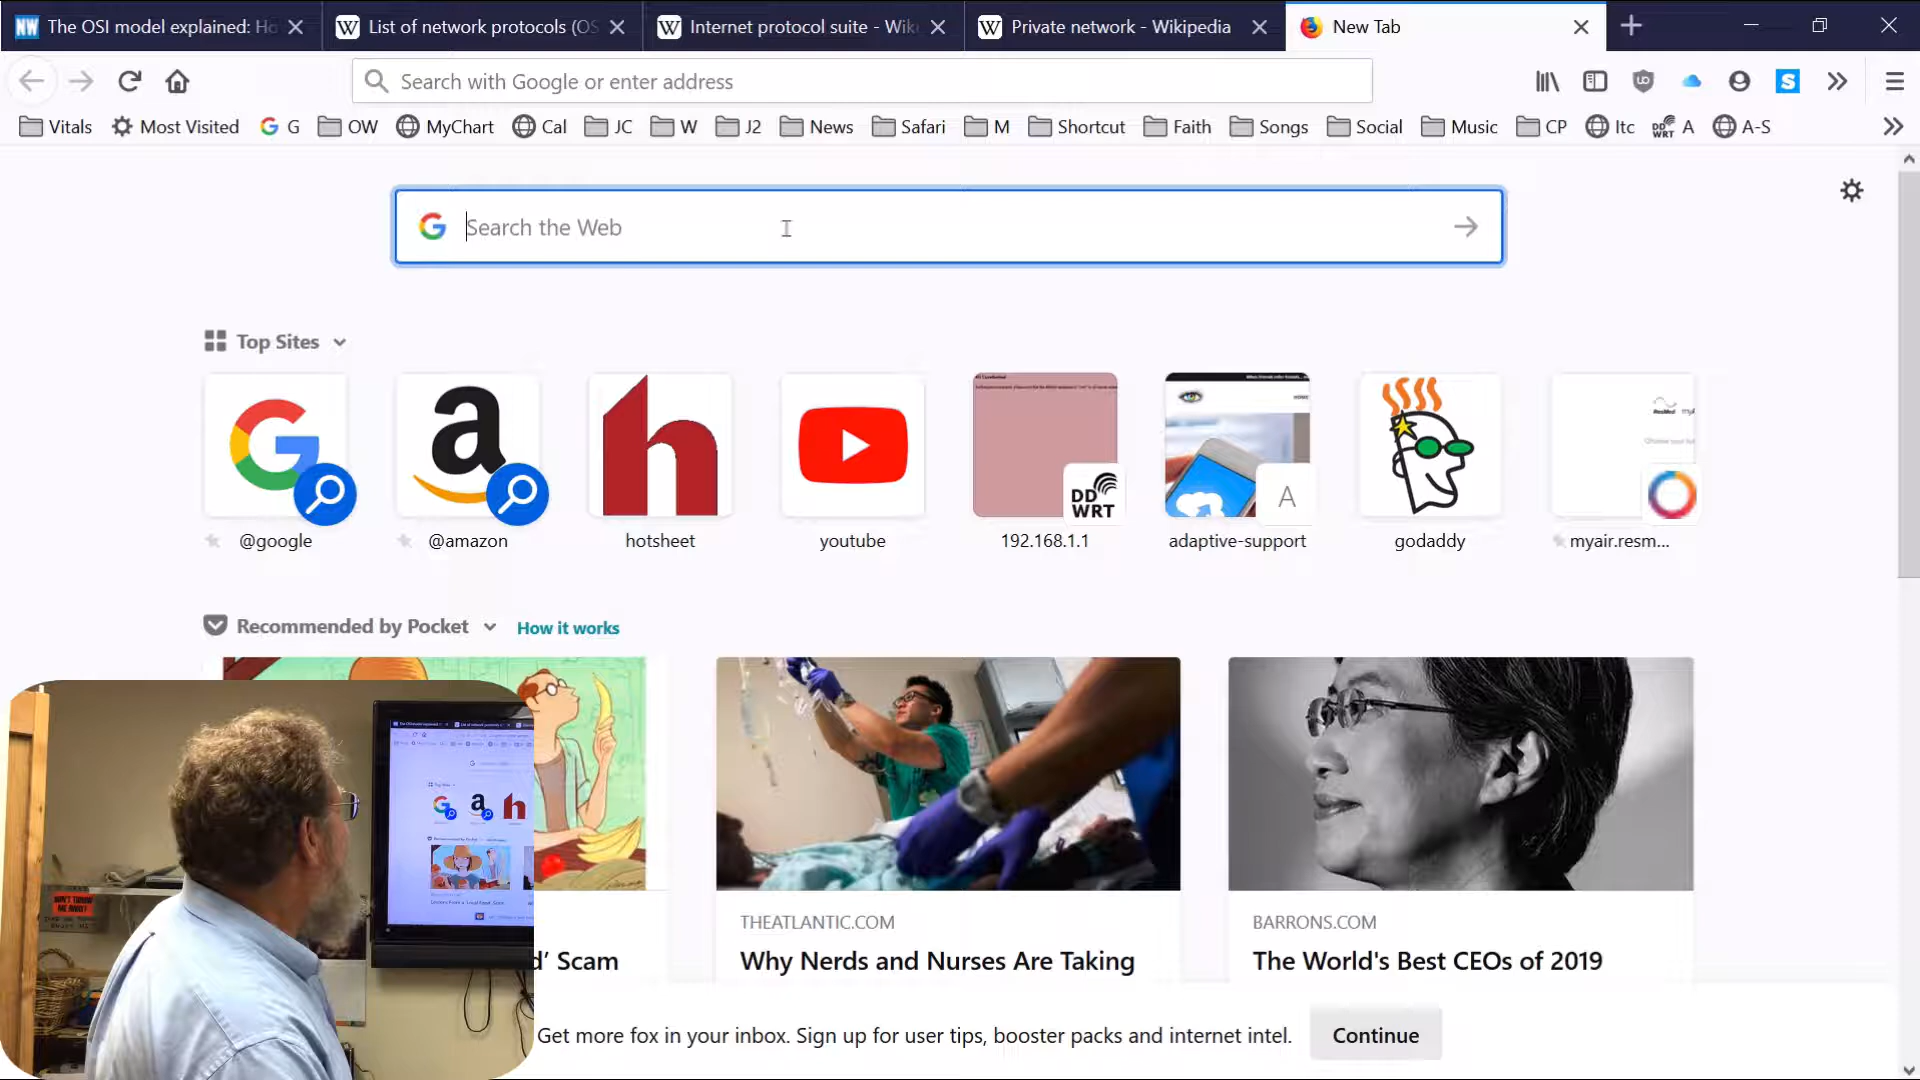 The OSI model explained: Ho
List of network protocols (OS
Internet protocol suite - Wiki
Private network - Wikipedia
New Tab
Search with Google or enter address
Vitals
Most Visited
G
OW
MyChart
Cal
JC
W
J2
News
Safari
M
Shortcut
Faith
Songs
Social
Music
CP
Itc
A
A-S
Search the Web
Top Sites
DD
WRT
A
@google
@amazon
hotsheet
youtube
192.168.1.1
adaptive-support
godaddy
myair.resm...
Recommended by Pocket
How it works
THEATLANTIC.COM
BARRONS.COM
d’ Scam
Why Nerds and Nurses Are Taking
The World's Best CEOs of 2019
Get more fox in your inbox. Sign up for user tips, booster packs and internet intel.
Continue